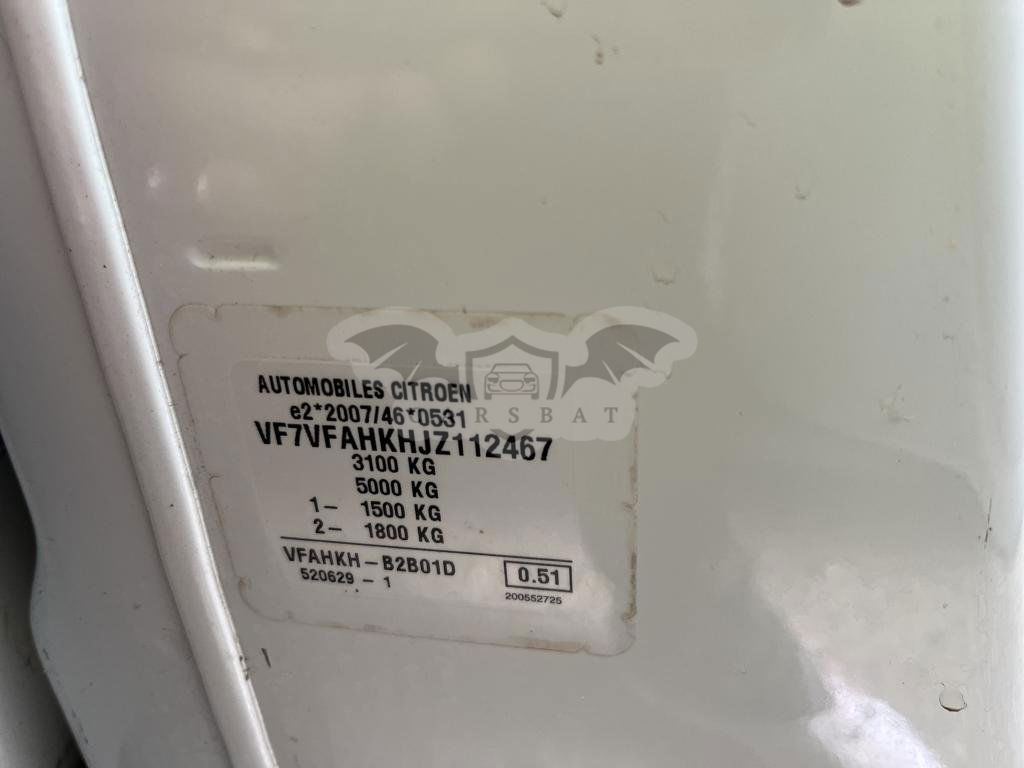 AUTOMOBILES CITROEN
e2*2007/46*0531
VF7VFAHKHJZ112467
3100 KG
5000 KG
1- 1500 KG
2- 1800 KG
VFAHKH-B2B01D
0.51
520629-1
200552725
RSBAT